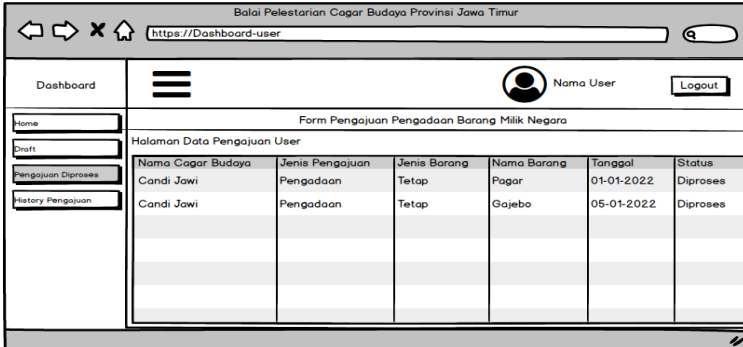 Balai Pelestarian Cagar Budaya Provinsi Jawa Timur
https://Dashboard-user
Dashboard
Nama User
Logout
Home
Draft
Pengajuan Diproses
History Pengajuan
Form Pengajuan Pengadaan Barang Milik Negara
Halaman Data Pengajuan User
Nama Cagar Budaya Jenis Pengajuan Jenis Barang Nama Barang Tanggal Status
Candi Jawi Pengadaan Tetap Pagar 01-01-2022 Diproses
Candi Jawi Pengadaan Tetap Gajebo 05-01-2022 Diproses